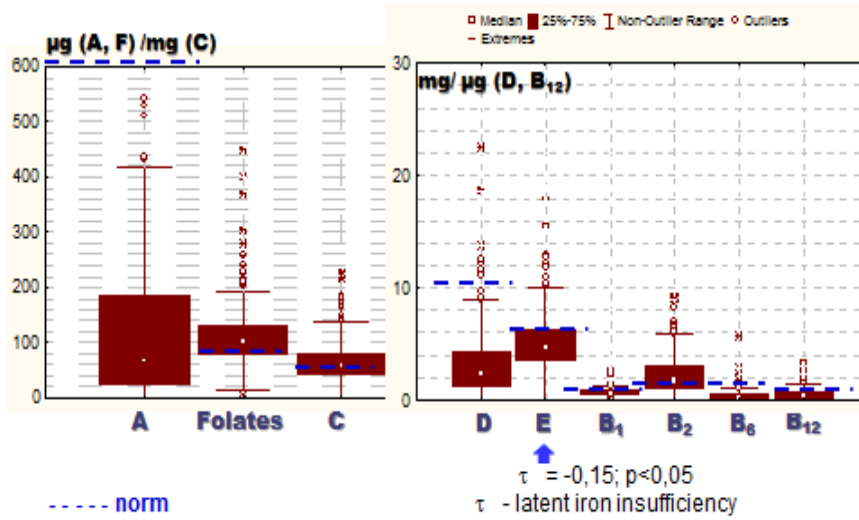 Median 25%-75% Non-Outlier Range Outliers
Extremes
µg (A, F) /mg (C)
600
500
400
300
200
100
0
A Folates C
mg/ µg (D, B₁₂)
30
20
10
0
D E B₁ B₂ B₆ B₁₂
τ = -0,15; p<0,05
τ - latent iron insufficiency
norm